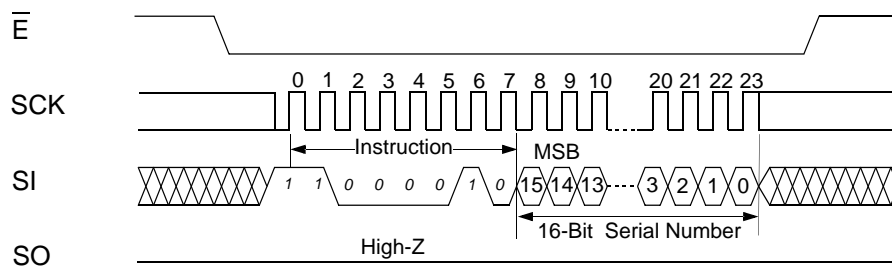 E
SCK
0 1 2 3 4 5 6 7 8 9 10 20 21 22 23
Instruction
MSB
SI
1 1 0 0 0 0 1 0 15 14 13 3 2 1 0
16-Bit Serial Number
High-Z
SO